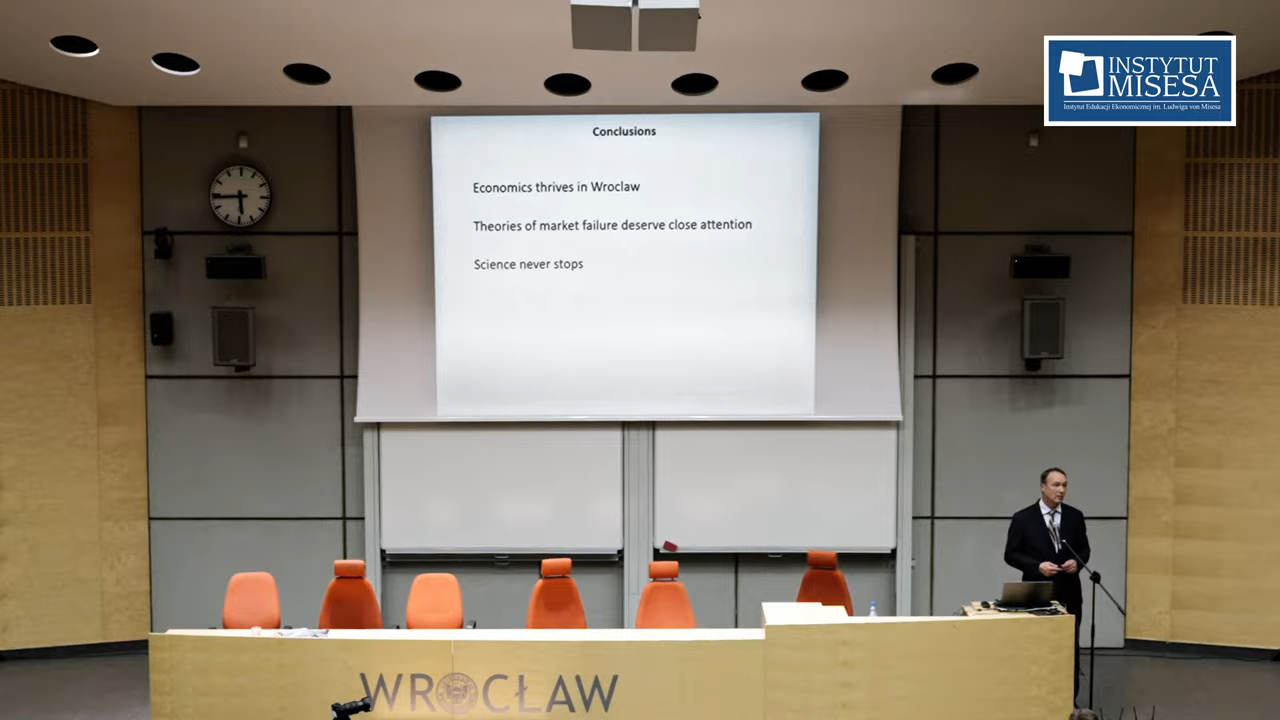 INSTYTUT
MISESA
Instytut Edukacji Ekonomicznej im. Ludwiga von Misesa
Conclusions
Economics thrives in Wroclaw
Theories of market failure deserve close attention
Science never stops
WROCŁAW